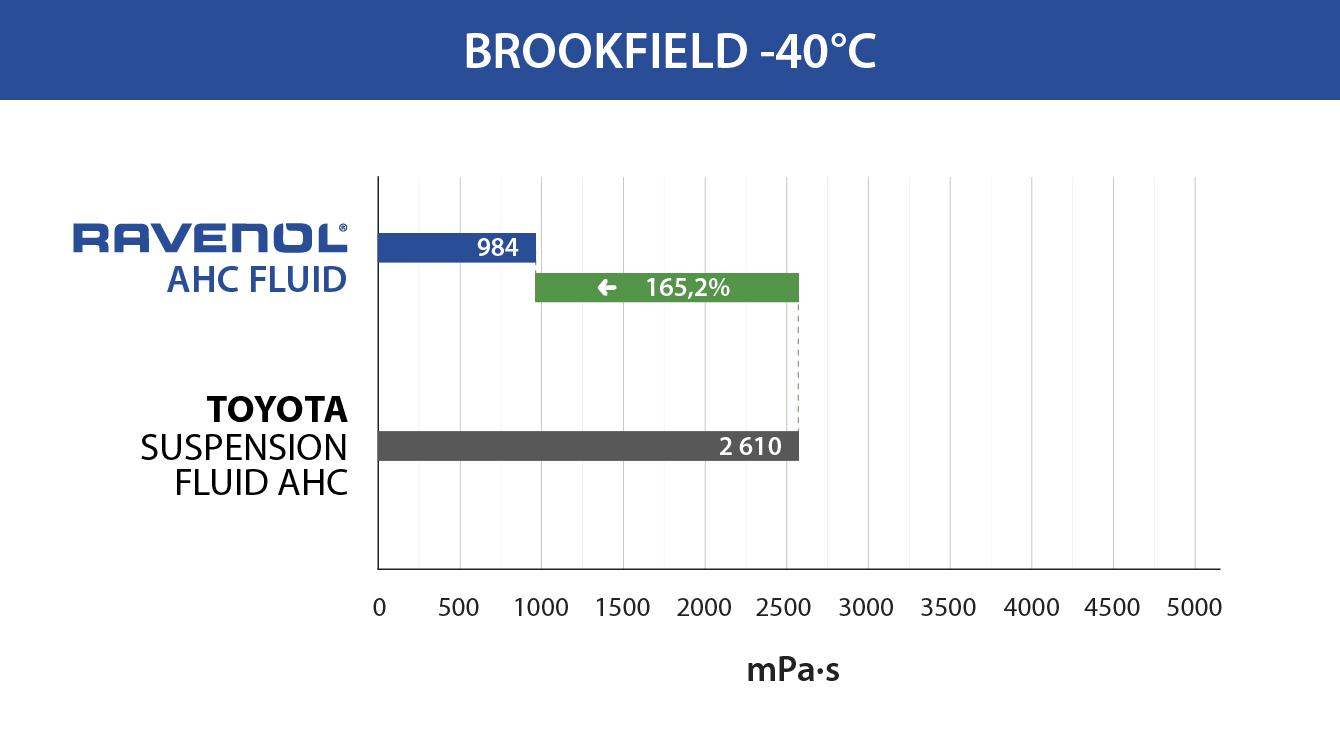 BROOKFIELD -40°C
RAVENOL®
AHC FLUID
984
← 165,2%
TOYOTA
SUSPENSION
FLUID AHC
2 610
0 500 1000 1500 2000 2500 3000 3500 4000 4500 5000
mPa·s